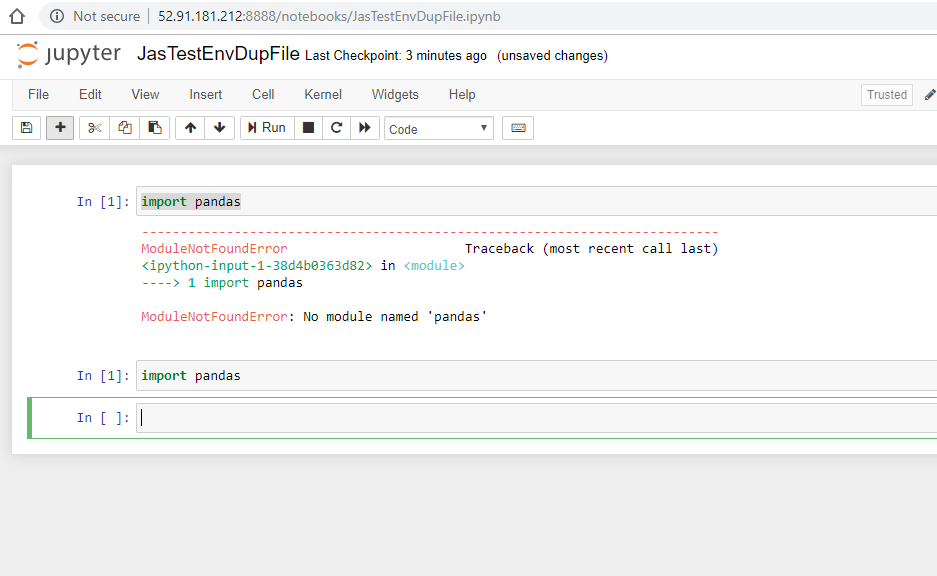 Not secure | 52.91.181.212:8888/notebooks/JasTestEnvDupFile.ipynb
jupyter JasTestEnvDupFile Last Checkpoint: 3 minutes ago (unsaved changes)
File Edit View Insert Cell Kernel Widgets Help Trusted
Run Code
In [1]: import pandas
---------------------------------------------------------------------------
ModuleNotFoundError Traceback (most recent call last)
<ipython-input-1-38d4b0363d82> in <module>
----> 1 import pandas
ModuleNotFoundError: No module named 'pandas'
In [1]: import pandas
In [ ]: